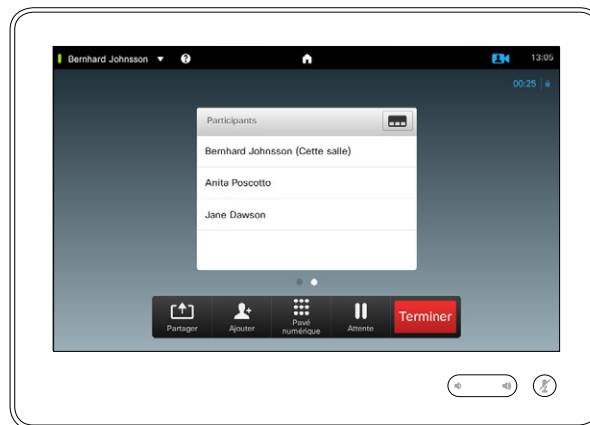 Bernhard Johnsson
13:05
00:25
Participants
Bernhard Johnsson (Cette salle)
Anita Poscotto
Jane Dawson
Partager
Ajouter
Pavé
numérique
Attente
Terminer